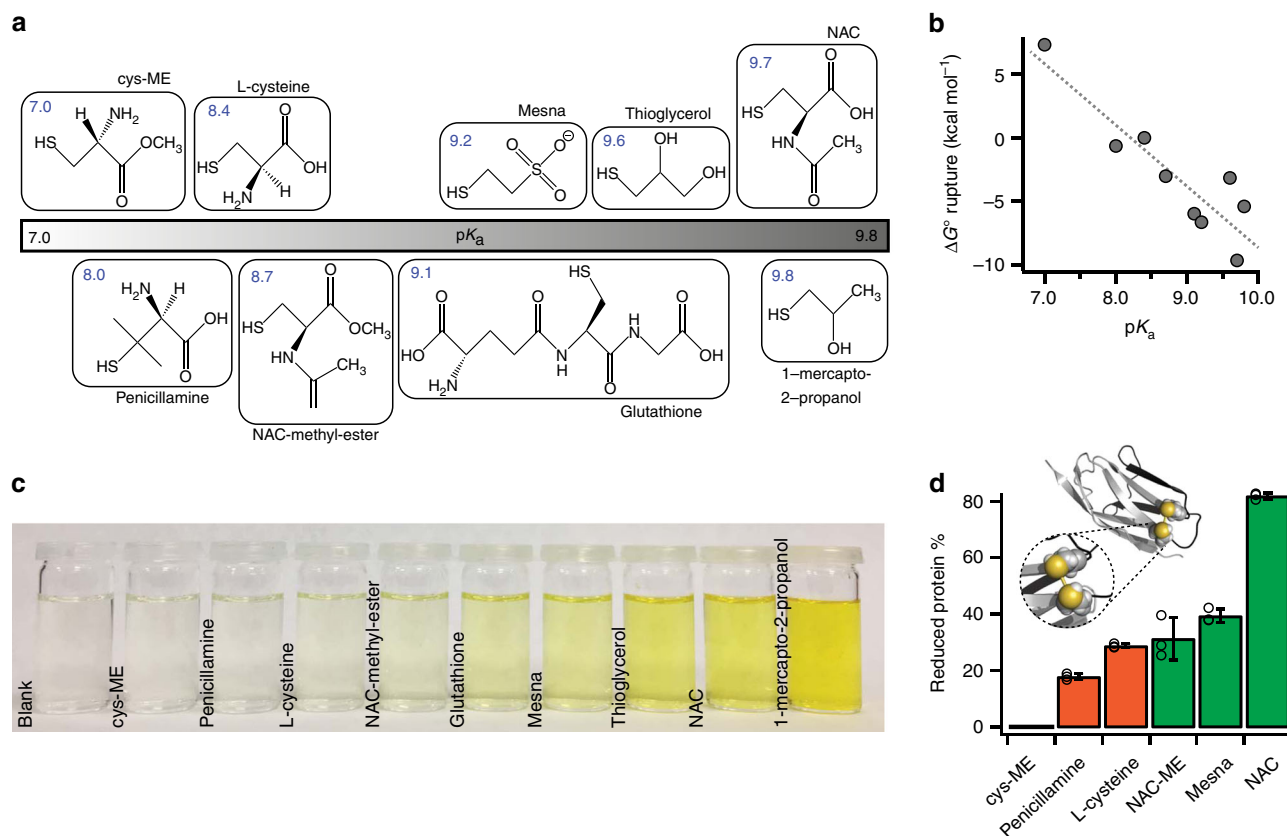 a
cys-ME
7.0
H
NH2
HS
OCH3
O
L-cysteine
8.4
O
HS
OH
H2N
H
Mesna
9.2
O
O⊖
S
HS
O
Thioglycerol
9.6
OH
HS
OH
NAC
9.7
O
HS
OH
HN
CH3
O
7.0
pKa
9.8
8.0
H2N
H
OH
HS
O
Penicillamine
8.7
O
HS
OCH3
HN
CH3
NAC-methyl-ester
9.1
HS
O
O
H
N
O
HO
N
H
OH
H2N
O
Glutathione
9.8
CH3
HS
OH
1–mercapto-
2–propanol
b
ΔG° rupture (kcal mol−1)
5
0
−5
−10
7.0
8.0
9.0
10.0
pKa
c
Blank
cys-ME
Penicillamine
L-cysteine
NAC-methyl-ester
Glutathione
Mesna
Thioglycerol
NAC
1-mercapto-2-propanol
d
Reduced protein %
80
60
40
20
0
cys-ME
Penicillamine
L-cysteine
NAC-ME
Mesna
NAC